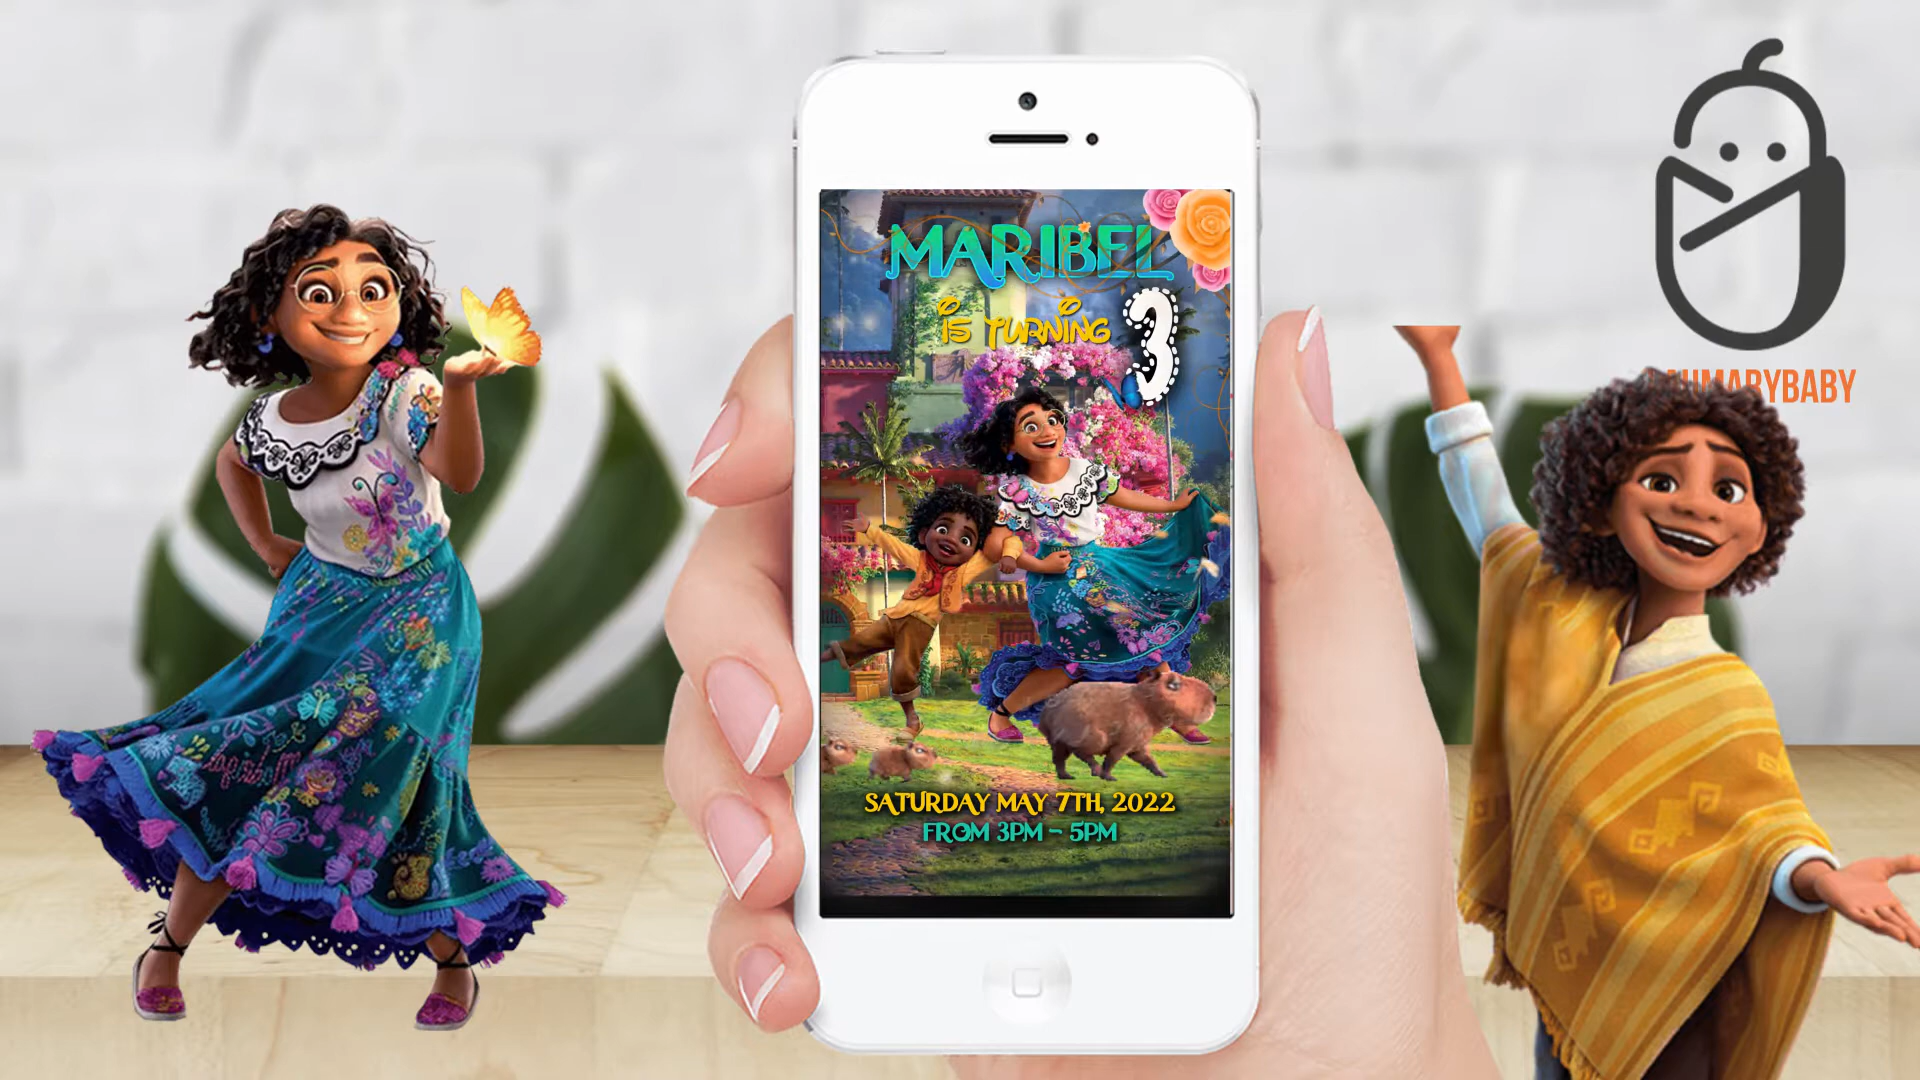 MARIBEL
IS TURNING 3
SATURDAY MAY 7TH, 2022
FROM 3PM - 5PM